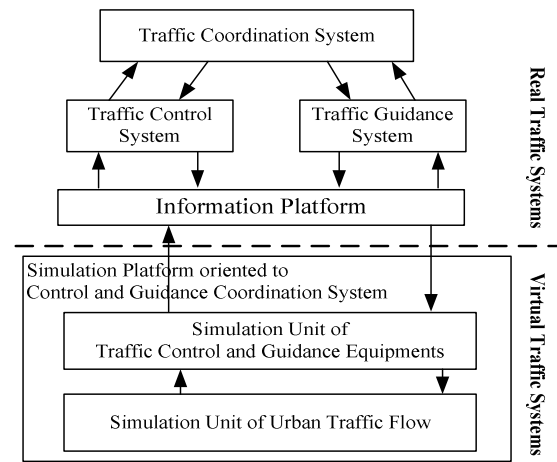 Traffic Coordination System
Traffic Control
System
Traffic Guidance
System
Information Platform
Real Traffic Systems
Simulation Platform oriented to
Control and Guidance Coordination System
Simulation Unit of
Traffic Control and Guidance Equipments
Simulation Unit of Urban Traffic Flow
Virtual Traffic Systems